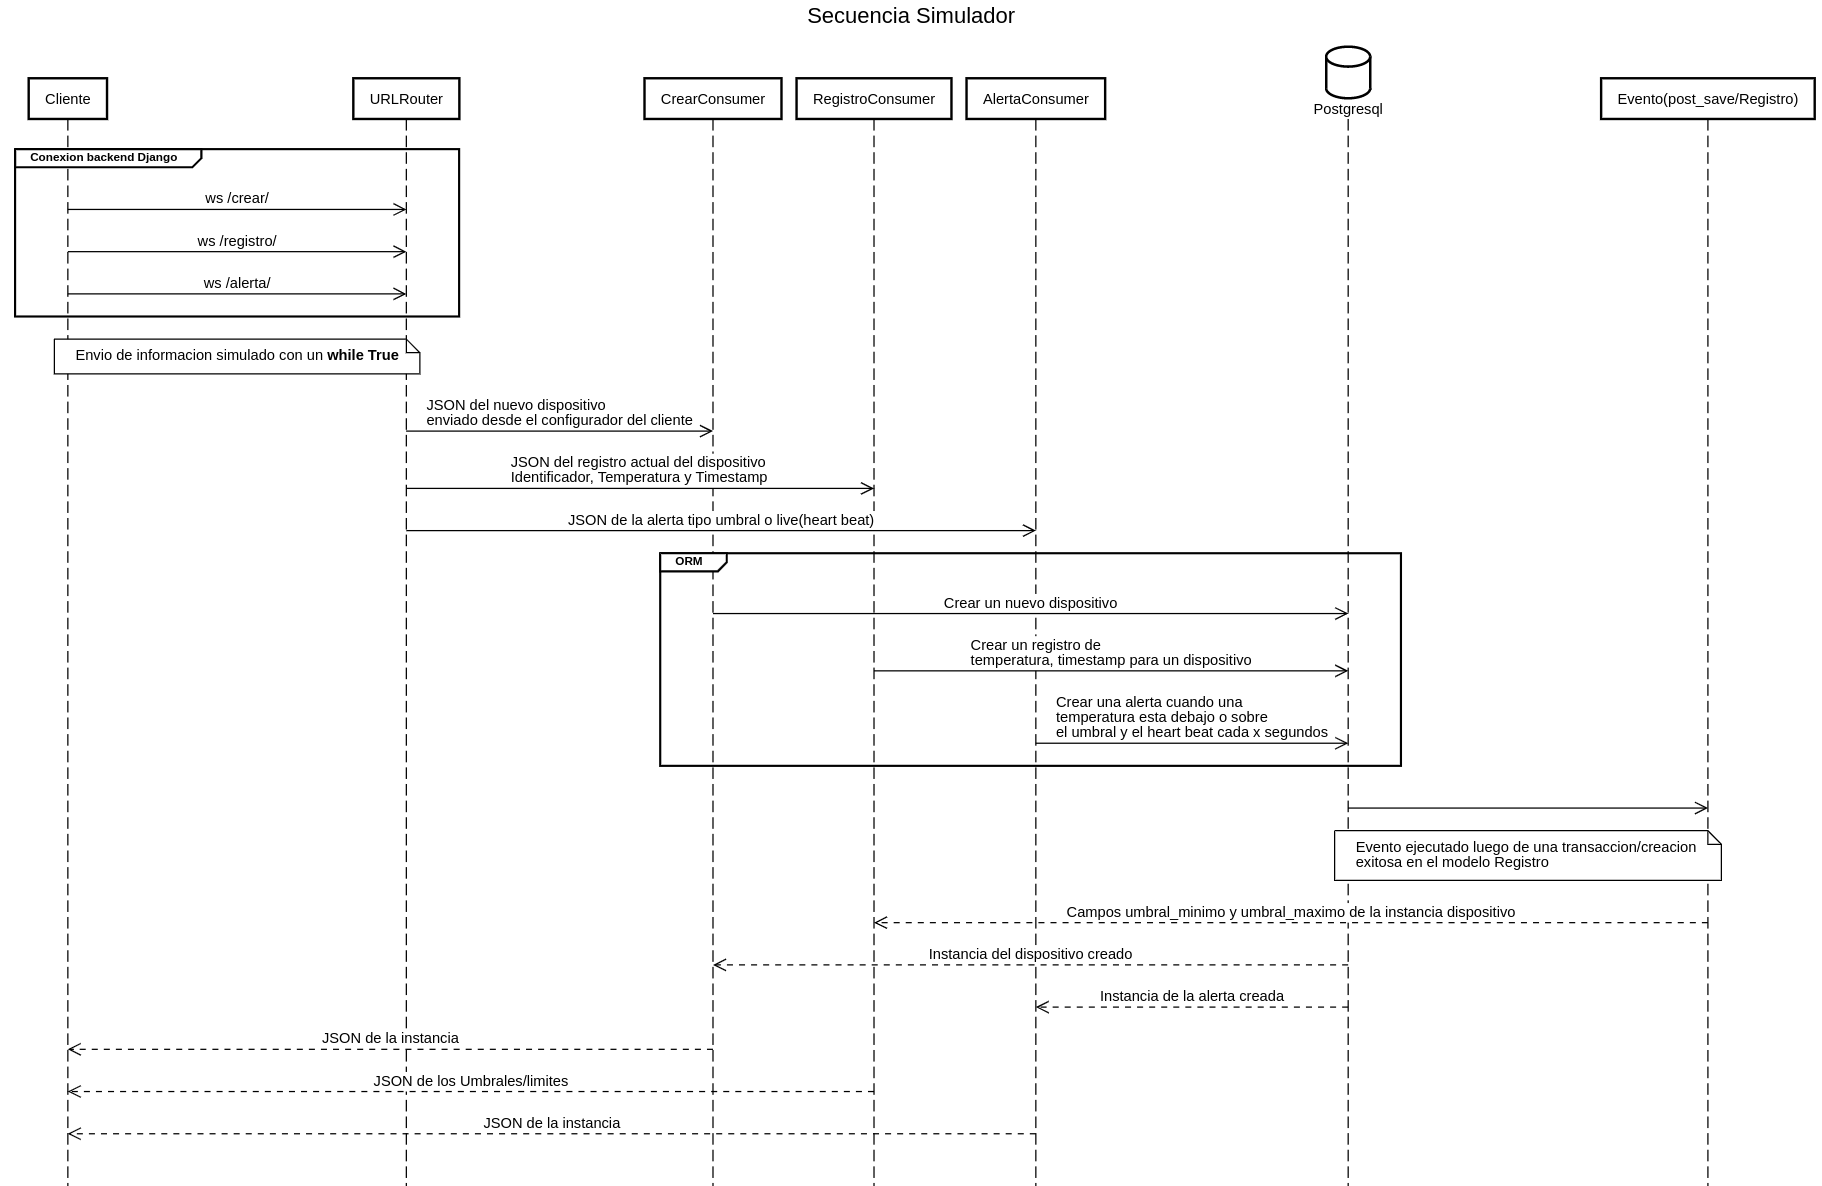 Secuencia Simulador
Cliente
URLRouter
CrearConsumer
RegistroConsumer
AlertaConsumer
Postgresql
Evento(post_save/Registro)
Conexion backend Django
ws /crear/
ws /registro/
ws /alerta/
Envio de informacion simulado con un while True
JSON del nuevo dispositivo
enviado desde el configurador del cliente
JSON del registro actual del dispositivo
Identificador, Temperatura y Timestamp
JSON de la alerta tipo umbral o live(heart beat)
ORM
Crear un nuevo dispositivo
Crear un registro de
temperatura, timestamp para un dispositivo
Crear una alerta cuando una
temperatura esta debajo o sobre
el umbral y el heart beat cada x segundos
Evento ejecutado luego de una transaccion/creacion
exitosa en el modelo Registro
Campos umbral_minimo y umbral_maximo de la instancia dispositivo
Instancia del dispositivo creado
Instancia de la alerta creada
JSON de la instancia
JSON de los Umbrales/limites
JSON de la instancia